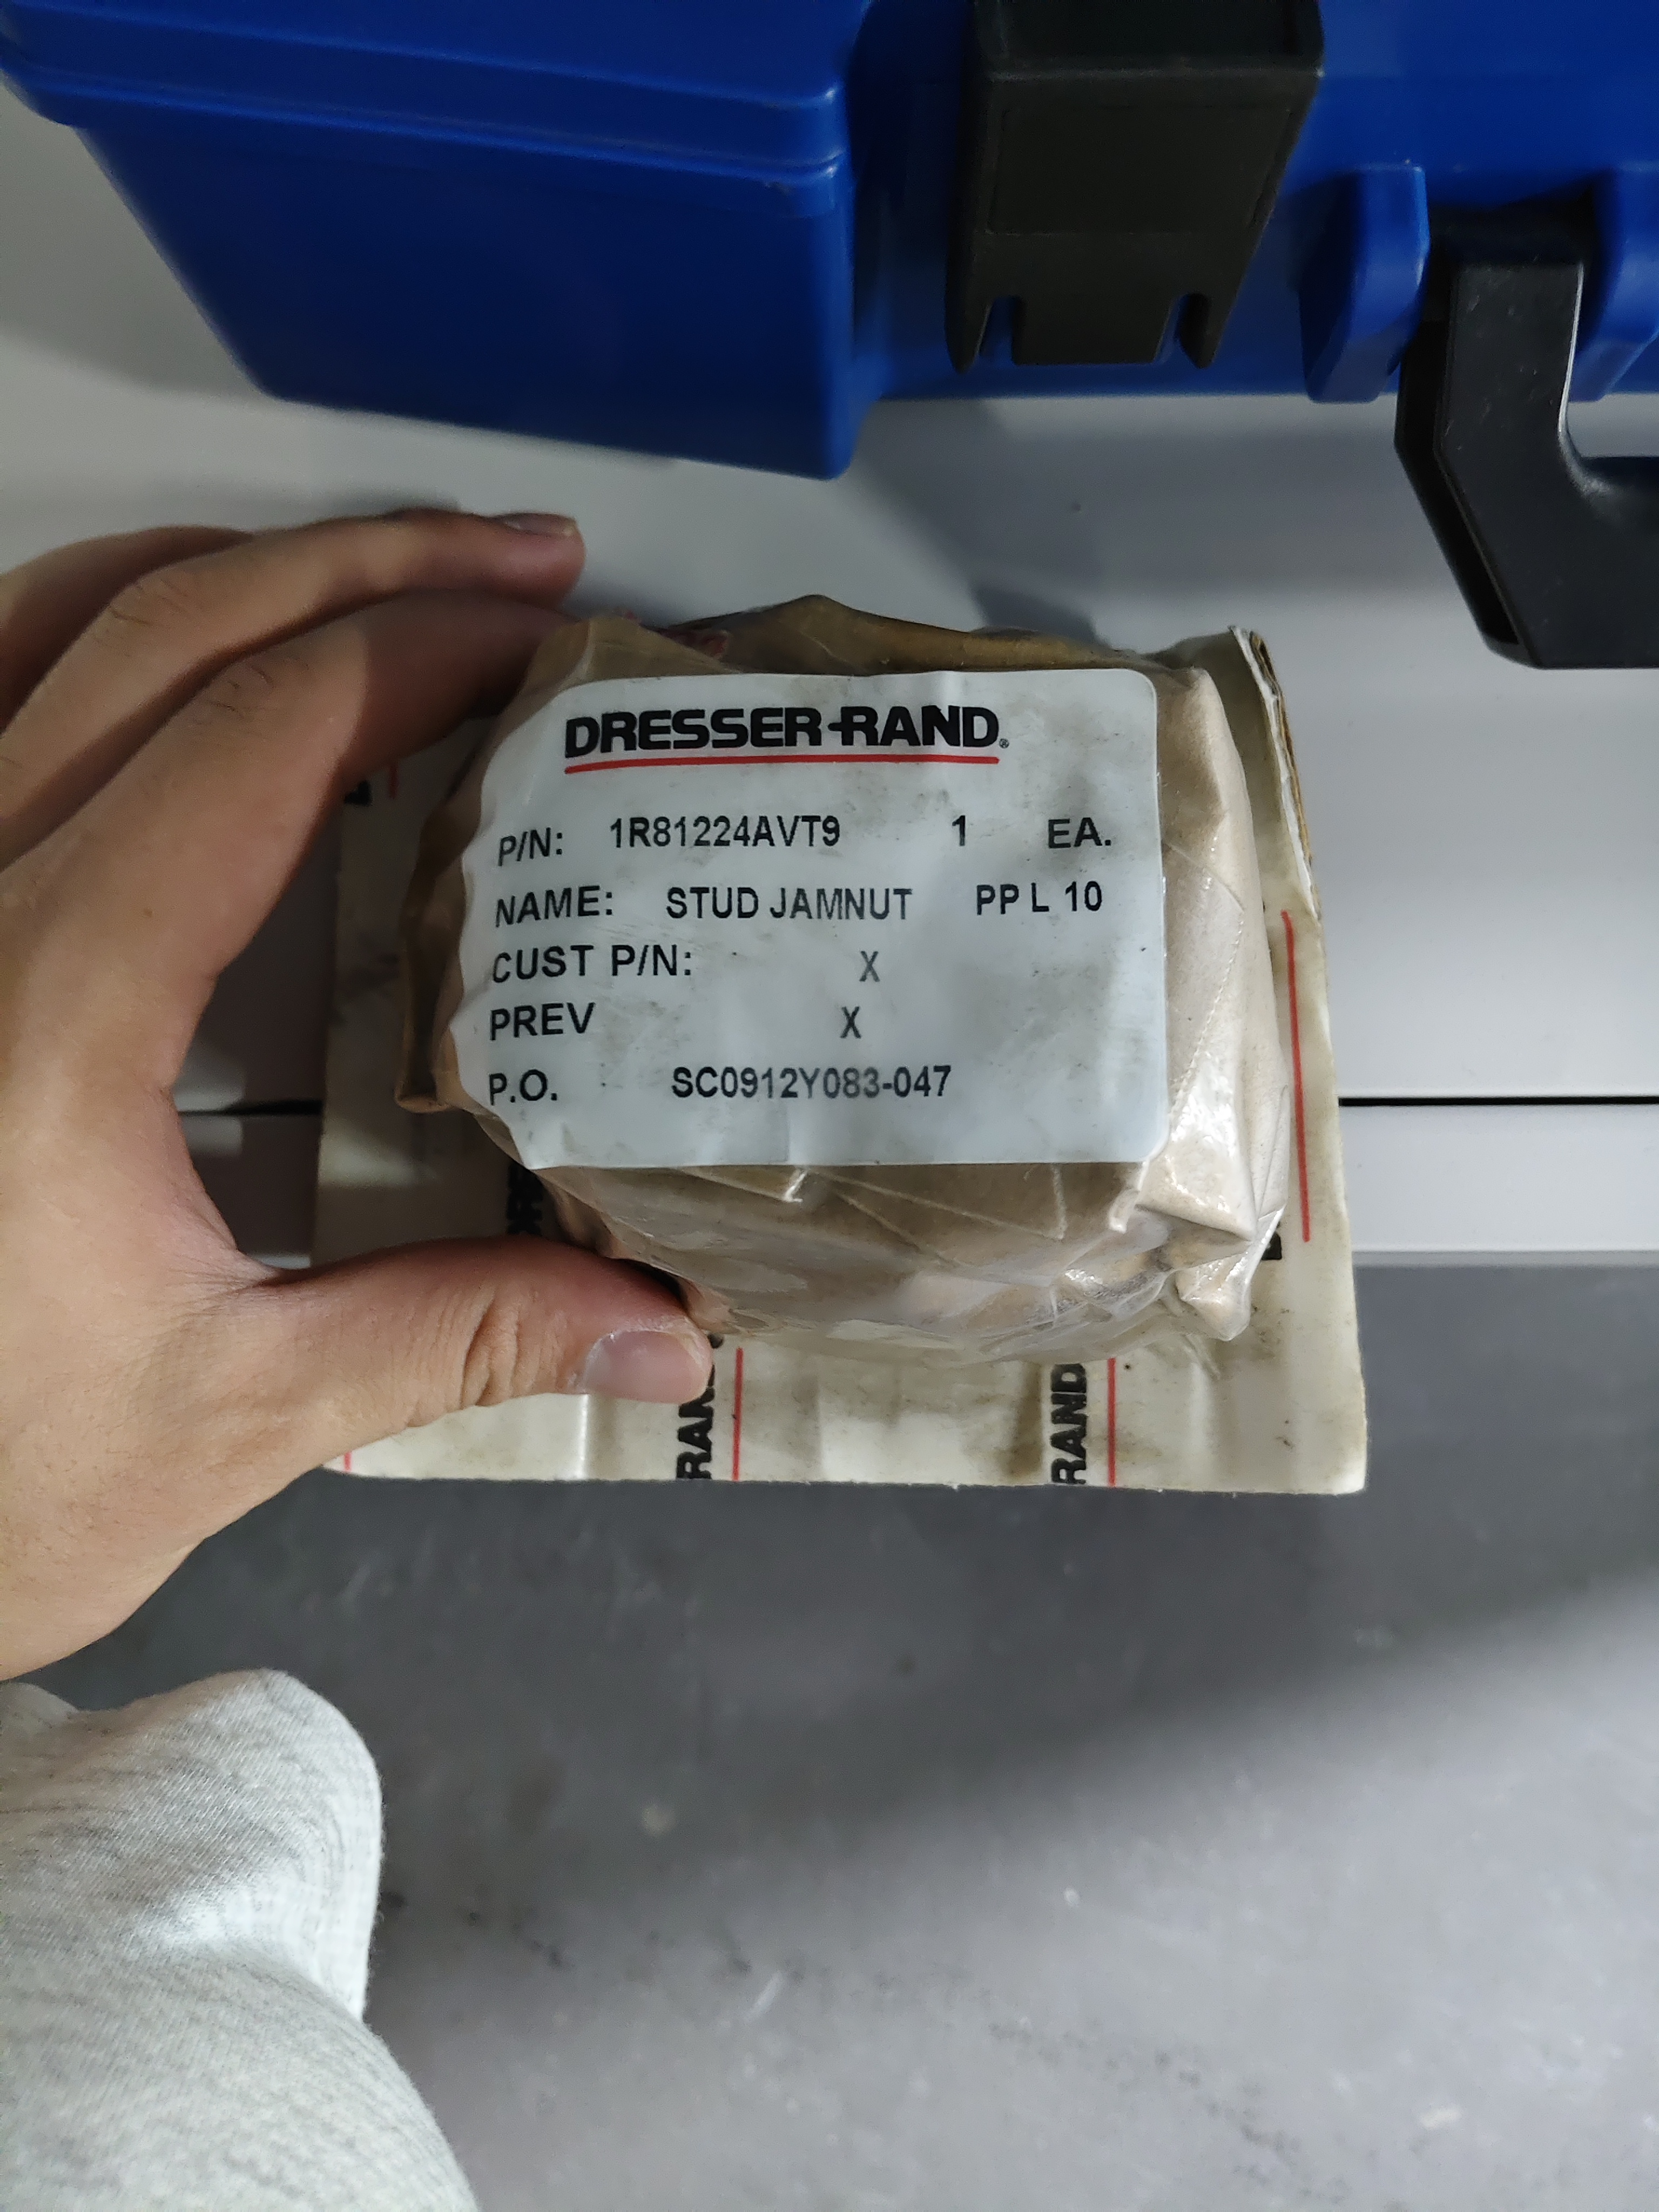 DRESSER-RAND®
P/N: 1R81224AVT9 1 EA.
NAME: STUD JAMNUT PP L 10
CUST P/N: X
PREV X
P.O. SC0912Y083-047
RAND
RAND